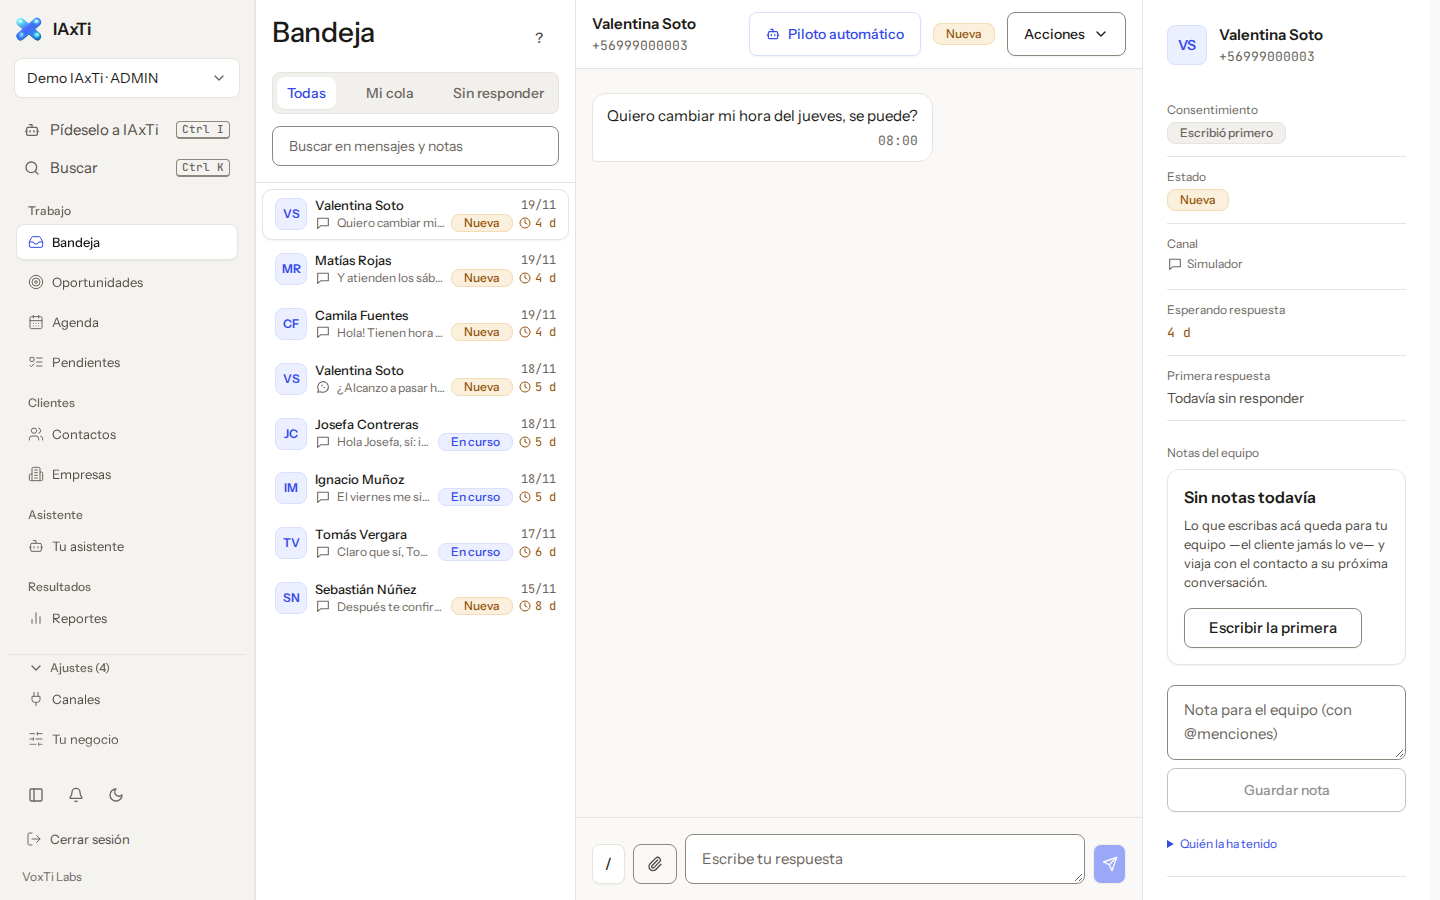 IAxTi
Demo IAxTi · ADMIN
Pídeselo a IAxTi
Ctrl I
Buscar
Ctrl K
Trabajo
Bandeja
Oportunidades
Agenda
Pendientes
Clientes
Contactos
Empresas
Asistente
Tu asistente
Resultados
Reportes
Ajustes (4)
Canales
Tu negocio
Cerrar sesión
VoxTi Labs
Bandeja
?
Todas
Mi cola
Sin responder
Buscar en mensajes y notas
VS
Valentina Soto
19/11
Quiero cambiar mi...
Nueva
4 d
MR
Matías Rojas
19/11
Y atienden los sáb...
Nueva
4 d
CF
Camila Fuentes
19/11
Hola! Tienen hora ...
Nueva
4 d
VS
Valentina Soto
18/11
¿Alcanzo a pasar h...
Nueva
5 d
JC
Josefa Contreras
18/11
Hola Josefa, sí: i...
En curso
5 d
IM
Ignacio Muñoz
18/11
El viernes me si...
En curso
5 d
TV
Tomás Vergara
17/11
Claro que sí, To...
En curso
6 d
SN
Sebastián Núñez
15/11
Después te confir...
Nueva
8 d
Valentina Soto
+56999000003
Piloto automático
Nueva
Acciones
Quiero cambiar mi hora del jueves, se puede?
08:00
/
Escribe tu respuesta
VS
Valentina Soto
+56999000003
Consentimiento
Escribió primero
Estado
Nueva
Canal
Simulador
Esperando respuesta
4 d
Primera respuesta
Todavía sin responder
Notas del equipo
Sin notas todavía
Lo que escribas acá queda para tu
equipo —el cliente jamás lo ve— y
viaja con el contacto a su próxima
conversación.
Escribir la primera
Nota para el equipo (con
@menciones)
Guardar nota
Quién la ha tenido